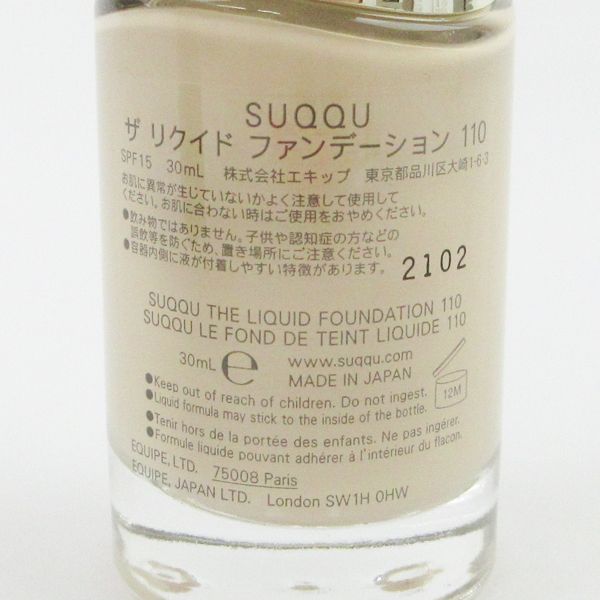 SUQQU
ザ リクイド ファンデーション 110
SPF15 30mL 株式会社エキップ 東京都品川区大崎1-6-3
お肌に異常が生じていないかよく注意して使用して
ください。お肌に合わない時はご使用をおやめください。
●飲み物ではありません。子供や認知症の方などの
誤飲等を防ぐため、置き場所にご注意ください。
●容器内側に液が付着しやすい特徴があります。 2102
SUQQU THE LIQUID FOUNDATION 110
SUQQU LE FOND DE TEINT LIQUIDE 110
30mL ℮ www.suqqu.com
MADE IN JAPAN
12M
●Keep out of reach of children. Do not ingest.
●Liquid formula may stick to the inside of the bottle.
●Tenir hors de la portée des enfants. Ne pas ingérer.
●Formule liquide pouvant adhérer à l'intérieur du flacon.
EQUIPE, LTD. 75008 Paris
EQUIPE, JAPAN LTD. London SW1H 0HW